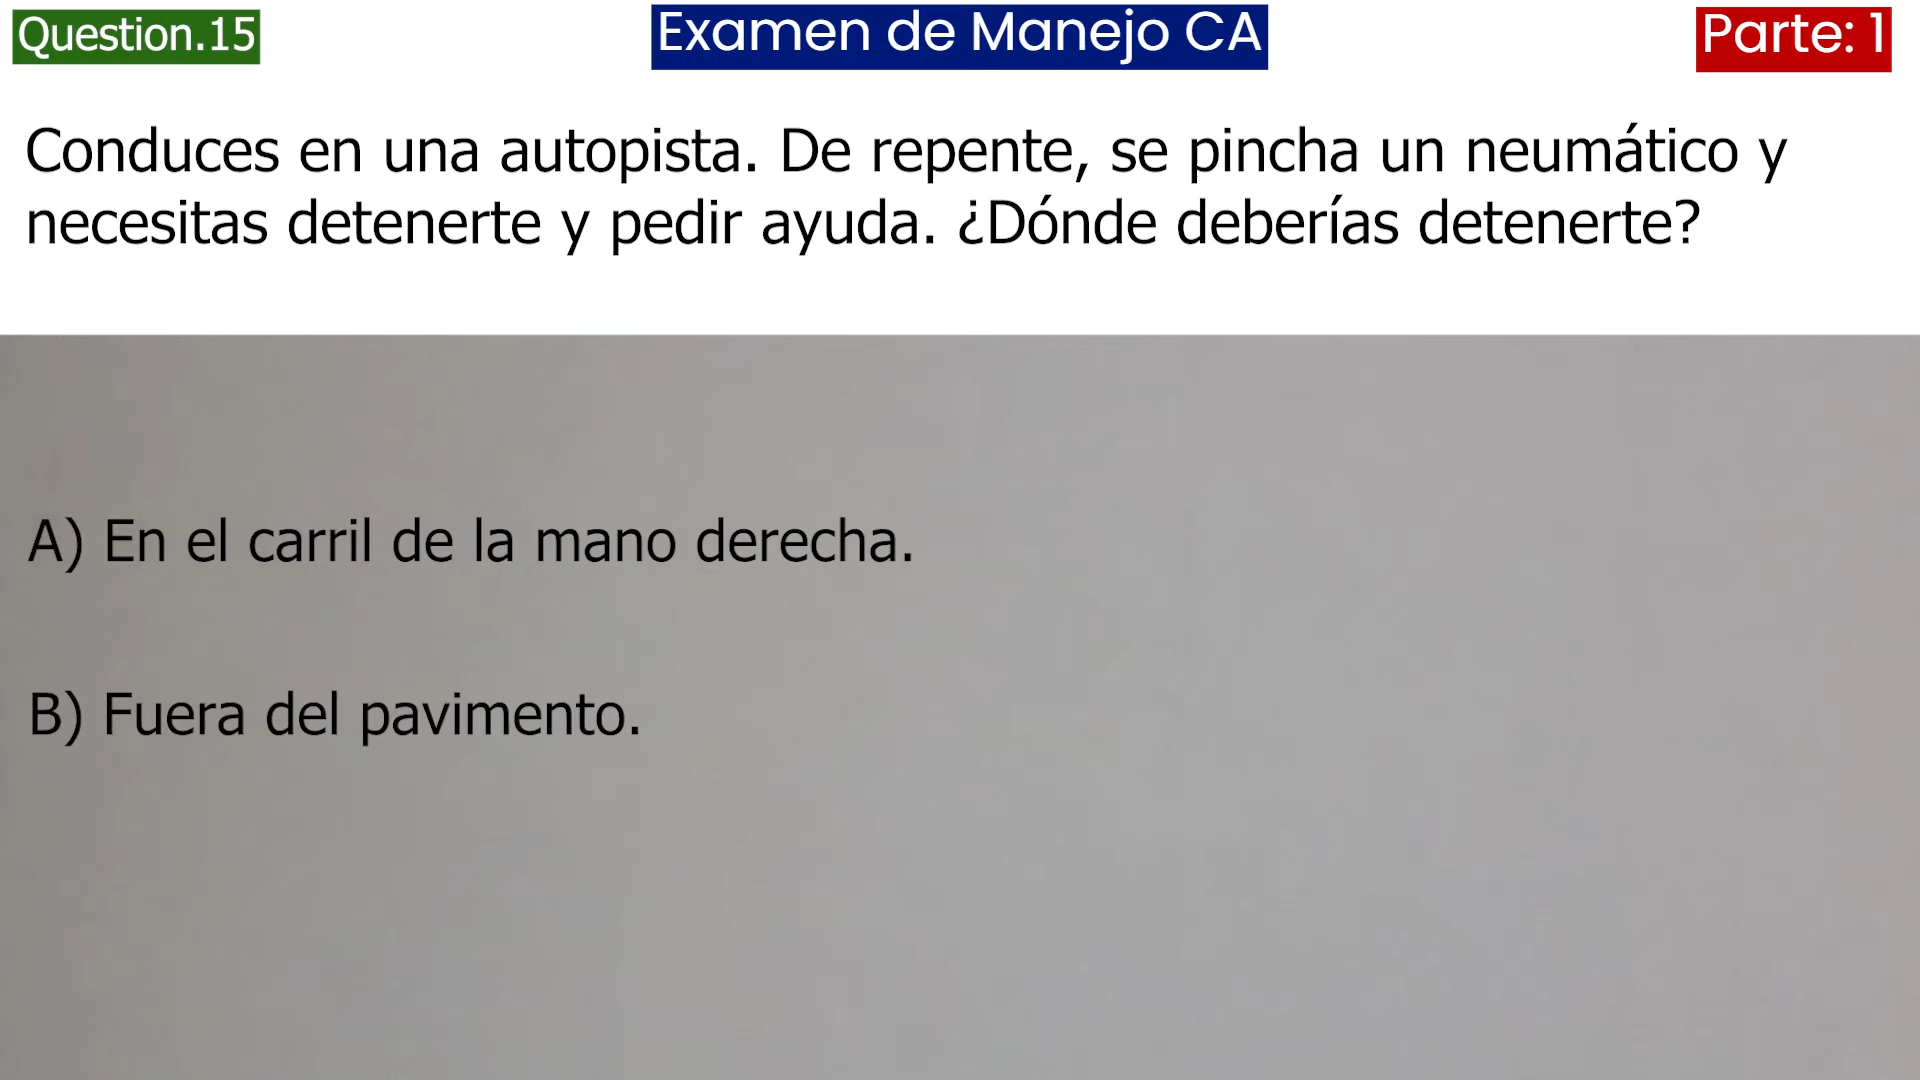 Question.15
Examen de Manejo CA
Parte: 1
Conduces en una autopista. De repente, se pincha un neumático y
necesitas detenerte y pedir ayuda. ¿Dónde deberías detenerte?
A) En el carril de la mano derecha.
B) Fuera del pavimento.